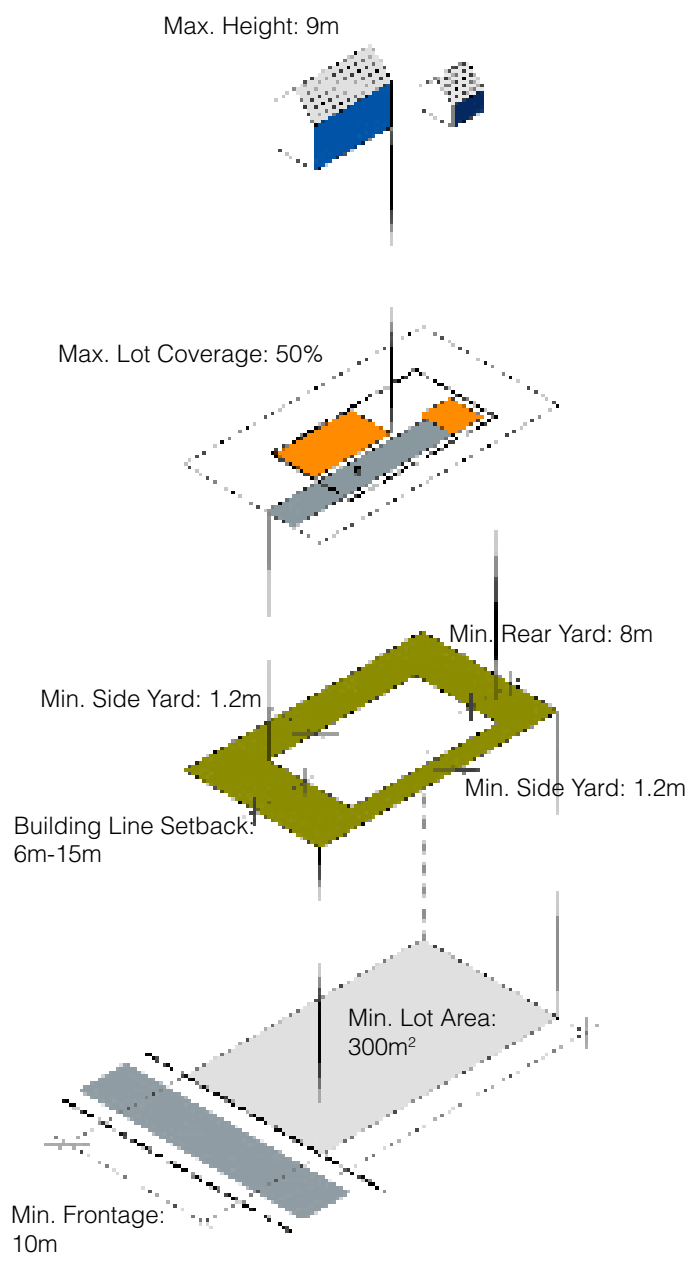 Max. Height: 9m
Max. Lot Coverage: 50%
Min. Rear Yard: 8m
Min. Side Yard: 1.2m
Min. Side Yard: 1.2m
Building Line Setback:
6m-15m
Min. Lot Area:
300m²
Min. Frontage:
10m